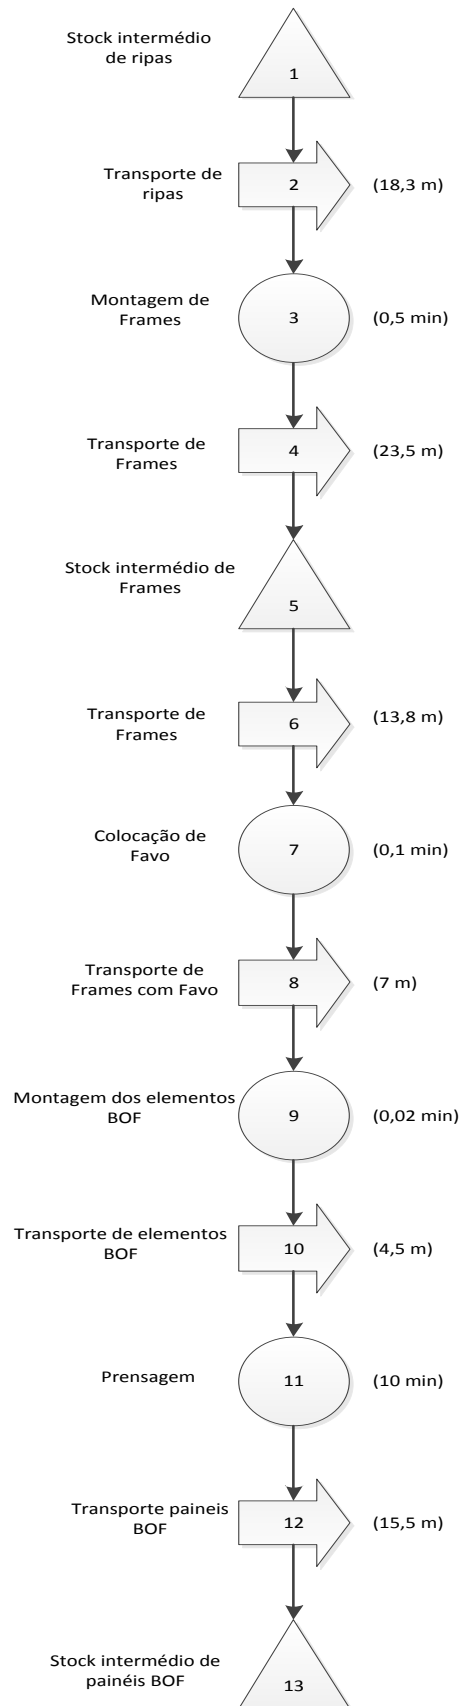 Stock intermédio
de ripas
1
Transporte de
ripas
2
(18,3 m)
Montagem de
Frames
3
(0,5 min)
Transporte de
Frames
4
(23,5 m)
Stock intermédio de
Frames
5
Transporte de
Frames
6
(13,8 m)
Colocação de
Favo
7
(0,1 min)
Transporte de
Frames com Favo
8
(7 m)
Montagem dos elementos
BOF
9
(0,02 min)
Transporte de elementos
BOF
10
(4,5 m)
Prensagem
11
(10 min)
Transporte paineis
BOF
12
(15,5 m)
Stock intermédio de
painéis BOF
13